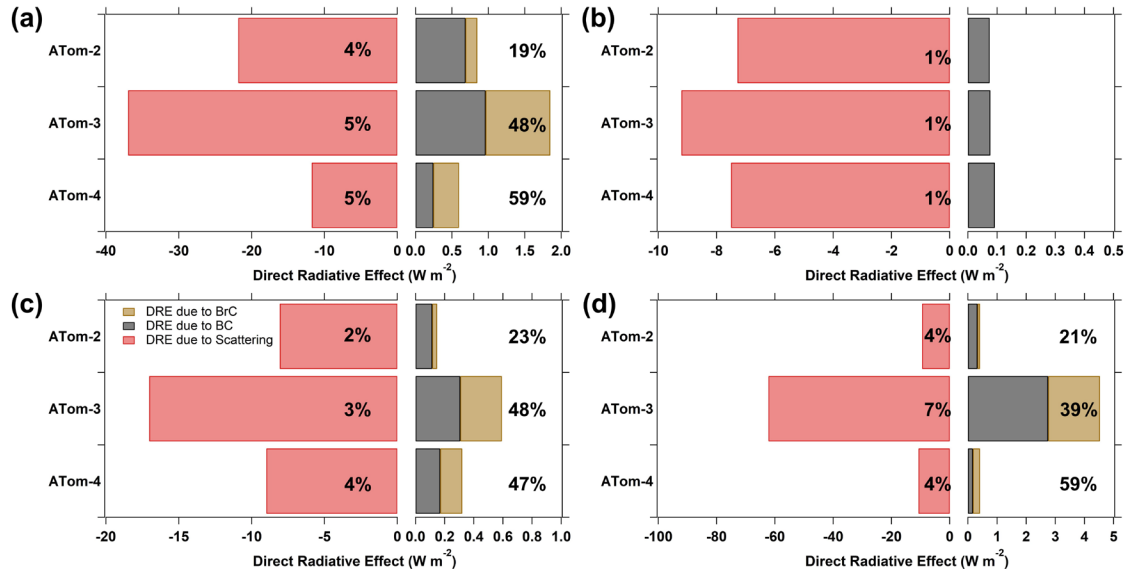 (a)
ATom-2
4%
19%
ATom-3
5%
48%
ATom-4
5%
59%
-40 -30 -20 -10 0 0 0.5 1.0 1.5 2.0
Direct Radiative Effect (W m⁻²)
(b)
ATom-2
1%
ATom-3
1%
ATom-4
1%
-10 -8 -6 -4 -2 0 0.0 0.1 0.2 0.3 0.4 0.5
Direct Radiative Effect (W m⁻²)
(c)
DRE due to BrC
DRE due to BC
DRE due to Scattering
ATom-2
2%
23%
ATom-3
3%
48%
ATom-4
4%
47%
-20 -15 -10 -5 0 0.0 0.2 0.4 0.6 0.8 1.0
Direct Radiative Effect (W m⁻²)
(d)
ATom-2
4%
21%
ATom-3
7%
39%
ATom-4
4%
59%
-100 -80 -60 -40 -20 0 0 1 2 3 4 5
Direct Radiative Effect (W m⁻²)